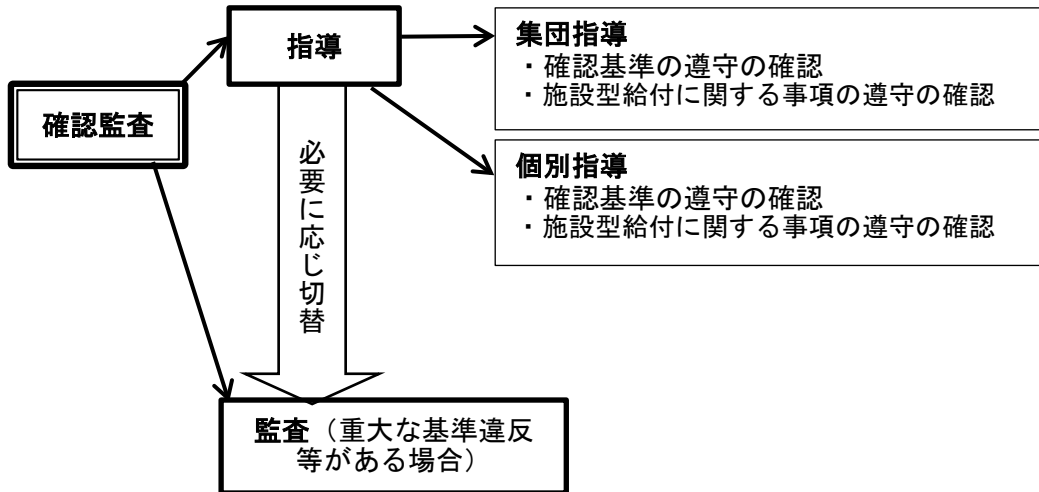 確認監査
指導
集団指導
・確認基準の遵守の確認
・施設型給付に関する事項の遵守の確認
個別指導
・確認基準の遵守の確認
・施設型給付に関する事項の遵守の確認
必要に応じ切替
監査（重大な基準違反
等がある場合）